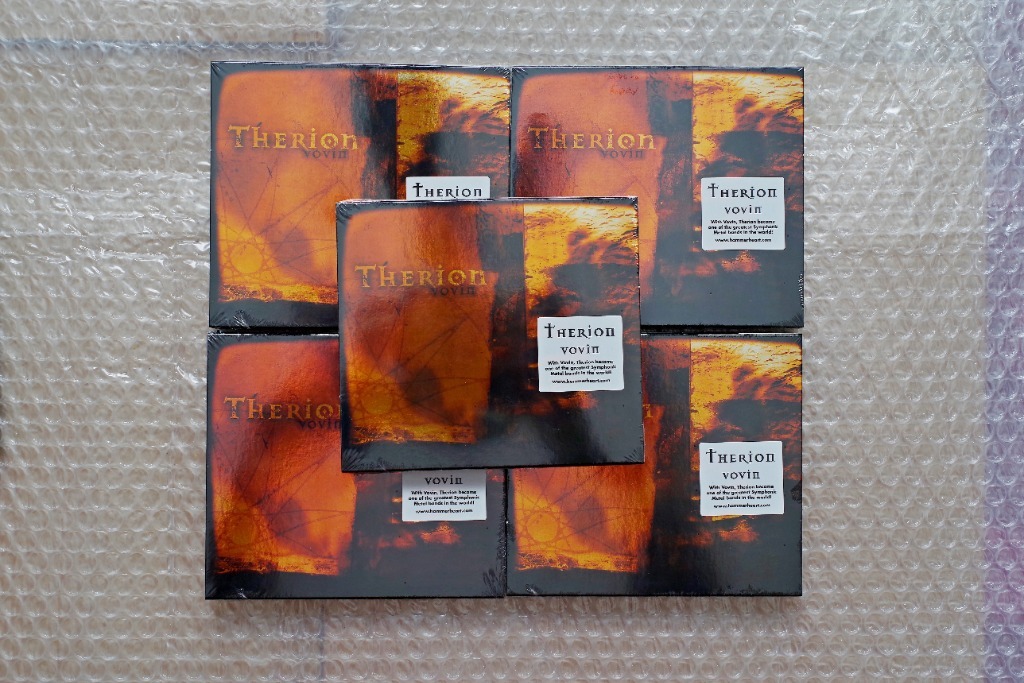 Therion
vovin
Therion
Therion
vovin
Therion
vovin
With Vovin, Therion became
one of the greatest Symphonic
Metal bands in the world!
www.hammerheart.com
Therion
vovin
Therion
vovin
With Vovin, Therion became
one of the greatest Symphonic
Metal bands in the world!
www.hammerheart.com
Therion
vovin
vovin
With Vovin, Therion became
one of the greatest Symphonic
Metal bands in the world!
www.hammerheart.com
Therion
vovin
With Vovin, Therion became
one of the greatest Symphonic
Metal bands in the world!
www.hammerheart.com